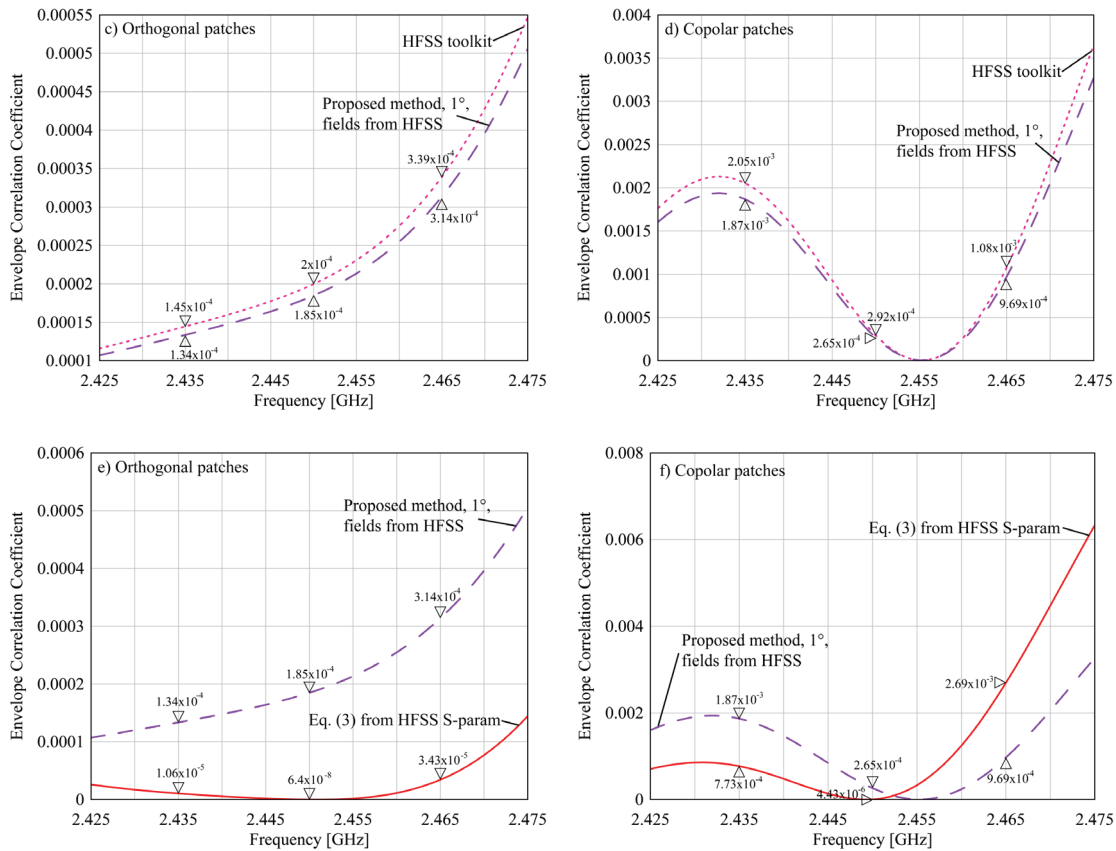 c) Orthogonal patches
HFSS toolkit
Proposed method, 1°,
fields from HFSS
Envelope Correlation Coefficient
0.00055
0.0005
0.00045
0.0004
0.00035
0.0003
0.00025
0.0002
0.00015
0.0001
3.39x10-4
3.14x10-4
2x10-4
1.85x10-4
1.45x10-4
1.34x10-4
2.425 2.435 2.445 2.455 2.465 2.475
Frequency [GHz]
d) Copolar patches
HFSS toolkit
Proposed method, 1°,
fields from HFSS
Envelope Correlation Coefficient
0.004
0.0035
0.003
0.0025
0.002
0.0015
0.001
0.0005
0
2.05x10-3
1.87x10-3
1.08x10-3
9.69x10-4
2.92x10-4
2.65x10-4
2.425 2.435 2.445 2.455 2.465 2.475
Frequency [GHz]
e) Orthogonal patches
Proposed method, 1°,
fields from HFSS
Eq. (3) from HFSS S-param
Envelope Correlation Coefficient
0.0006
0.0005
0.0004
0.0003
0.0002
0.0001
0
3.14x10-4
1.85x10-4
1.34x10-4
1.06x10-5
6.4x10-8
3.43x10-5
2.425 2.435 2.445 2.455 2.465 2.475
Frequency [GHz]
f) Copolar patches
Eq. (3) from HFSS S-param
Proposed method, 1°,
fields from HFSS
Envelope Correlation Coefficient
0.008
0.006
0.004
0.002
0
2.69x10-3
1.87x10-3
2.65x10-4
9.69x10-4
7.73x10-4
4.43x10-6
2.425 2.435 2.445 2.455 2.465 2.475
Frequency [GHz]